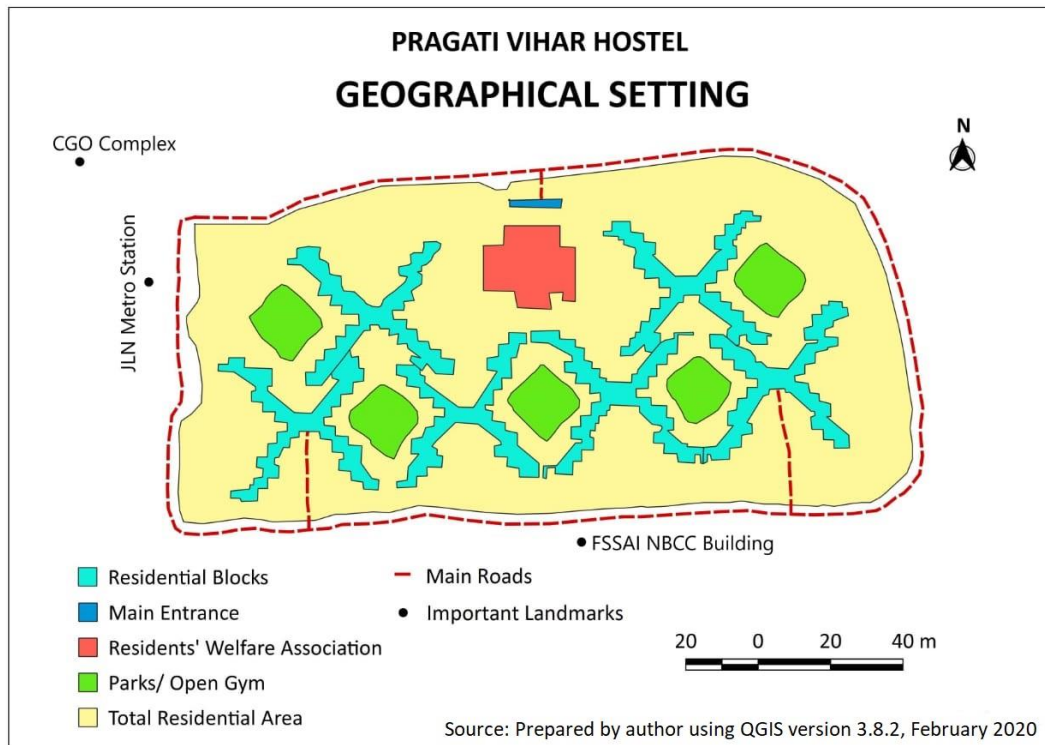 PRAGATI VIHAR HOSTEL
GEOGRAPHICAL SETTING
CGO Complex
N
JLN Metro Station
FSSAI NBCC Building
Residential Blocks
Main Roads
Main Entrance
Important Landmarks
Residents' Welfare Association
20 0 20 40 m
Parks/ Open Gym
Total Residential Area
Source: Prepared by author using QGIS version 3.8.2, February 2020